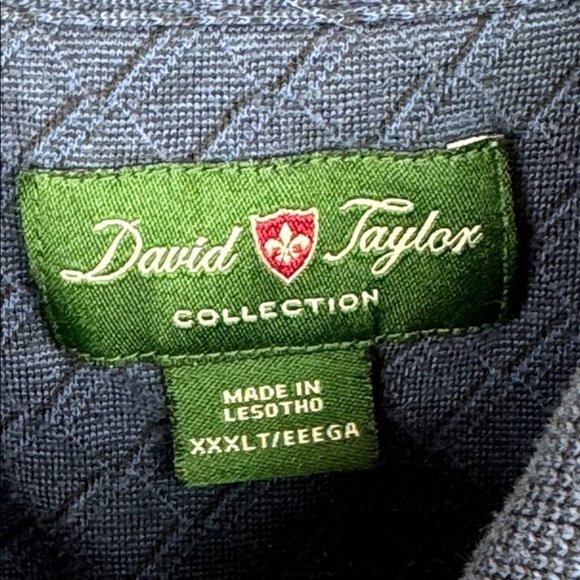 David Taylor
COLLECTION
MADE IN
LESOTHO
XXXLT/EEEGA